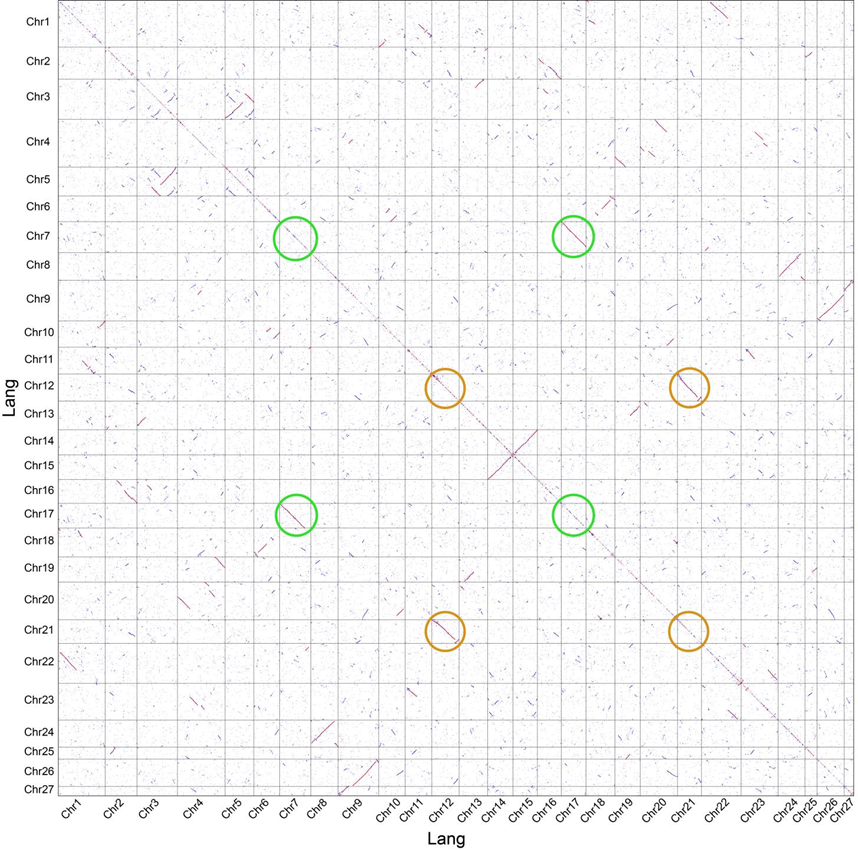 Chr1
Chr2
Chr3
Chr4
Chr5
Chr6
Chr7
Chr8
Chr9
Chr10
Chr11
Chr12
Chr13
Chr14
Chr15
Chr16
Chr17
Chr18
Chr19
Chr20
Chr21
Chr22
Chr23
Chr24
Chr25
Chr26
Chr27
Lang
Chr1 Chr2 Chr3 Chr4 Chr5 Chr6 Chr7 Chr8 Chr9 Chr10 Chr11 Chr12 Chr13 Chr14 Chr15 Chr16 Chr17 Chr18 Chr19 Chr20 Chr21 Chr22 Chr23 Chr24 Chr25 Chr26 Chr27
Lang